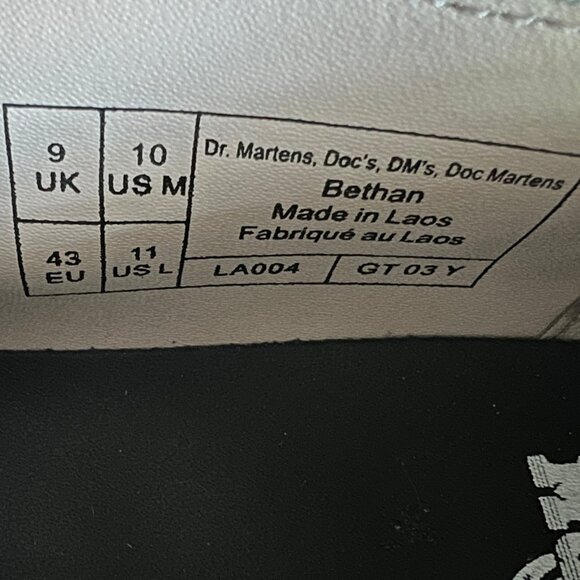 9
UK
10
US M
43
EU
11
US L
Dr. Martens, Doc's, DM's, Doc Martens
Bethan
Made in Laos
Fabriqué au Laos
LA004 / GT 03 Y